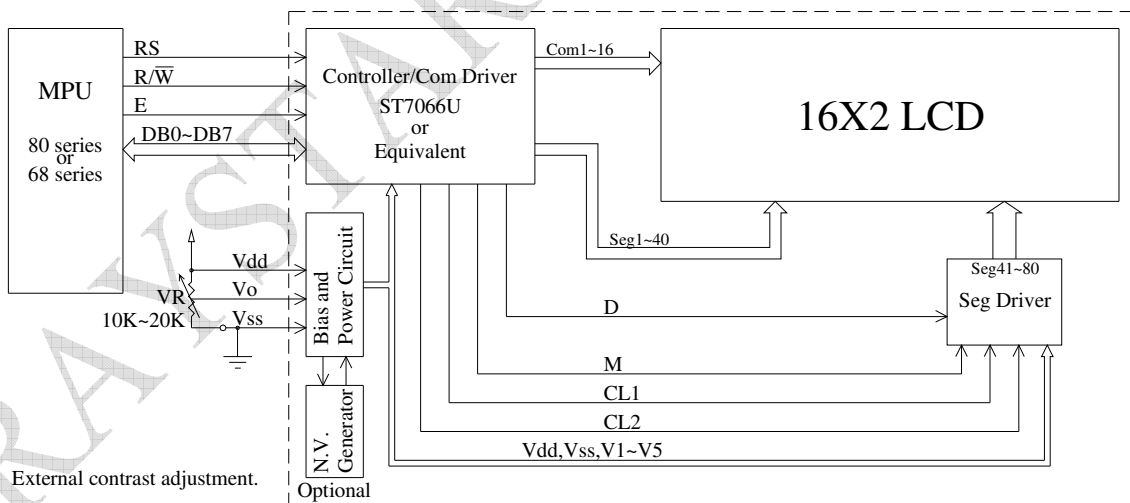 MPU
80 series
or
68 series
RS
R/W̅
E
DB0~DB7
Controller/Com Driver
ST7066U
or
Equivalent
Com1~16
16X2 LCD
Seg1~40
Seg41~80
Seg Driver
Vdd
Vo
Vss
VR
10K~20K
Bias and
Power Circuit
D
M
CL1
CL2
Vdd,Vss,V1~V5
N.V.
Generator
Optional
External contrast adjustment.
RAYSTAR